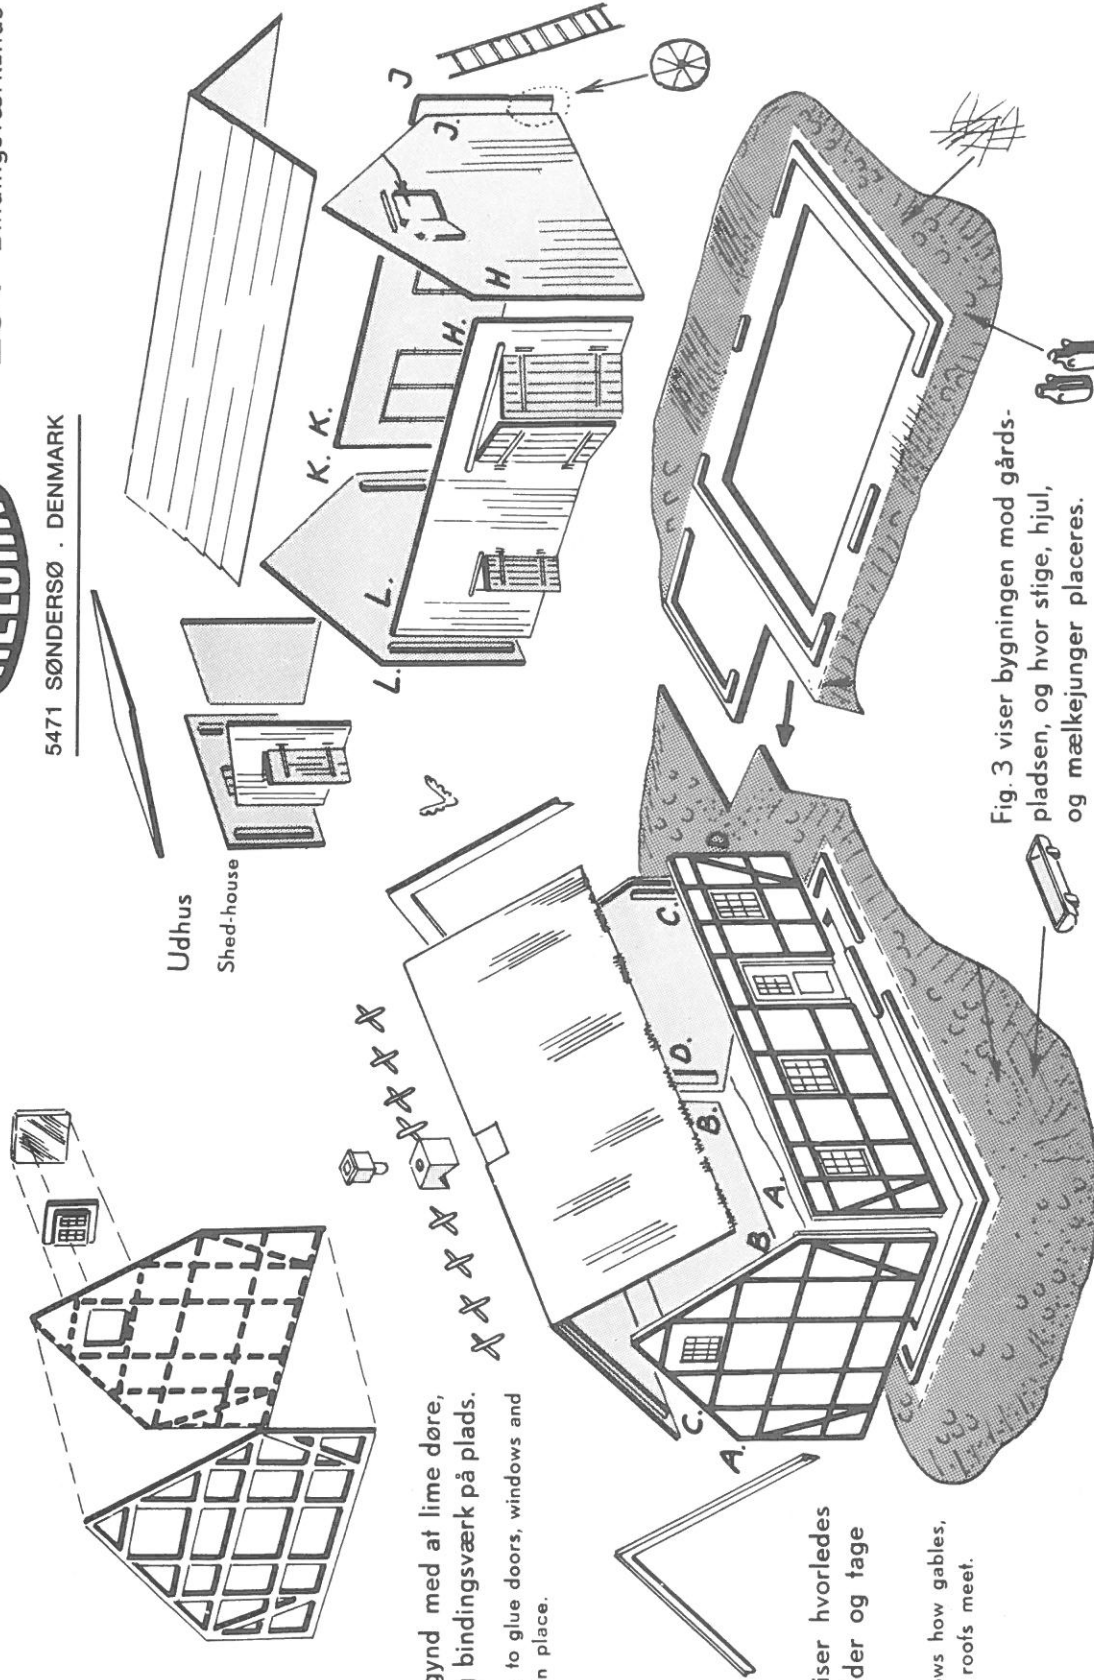 5471 SØNDERSØ . DENMARK
Udhus
Shed-house
gynd med at lime døre,
bindingsværk på plads.
to glue doors, windows and
n place.
L.
L.
K.
K.
H.
H
J.
J
C.
A.
B
A.
B.
D.
C.
D
iser hvorledes
der og tage
ws how gables,
roofs meet.
Fig. 3 viser bygningen mod gårds-
pladsen, og hvor stige, hjul,
og mælkejunger placeres.